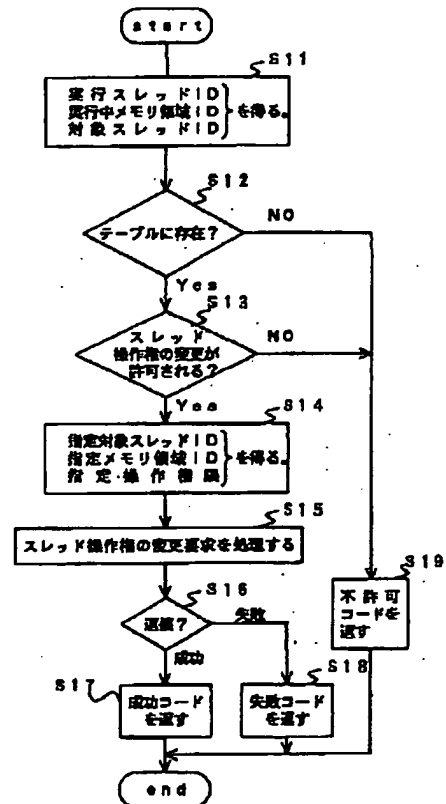 start
S11
実行スレッドID
実行中メモリ領域ID
対象スレッドID
を得る。
S12
テーブルに存在?
NO
Yes
S13
スレッド
操作権の変更が
許可される?
NO
Yes
S14
指定対象スレッドID
指定メモリ領域ID
指定操作権限
を得る。
S15
スレッド操作権の変更要求を処理する
S16
返値?
失敗
成功
S17
成功コード
を返す
S18
失敗コード
を返す
S19
不許可
コードを
返す
end